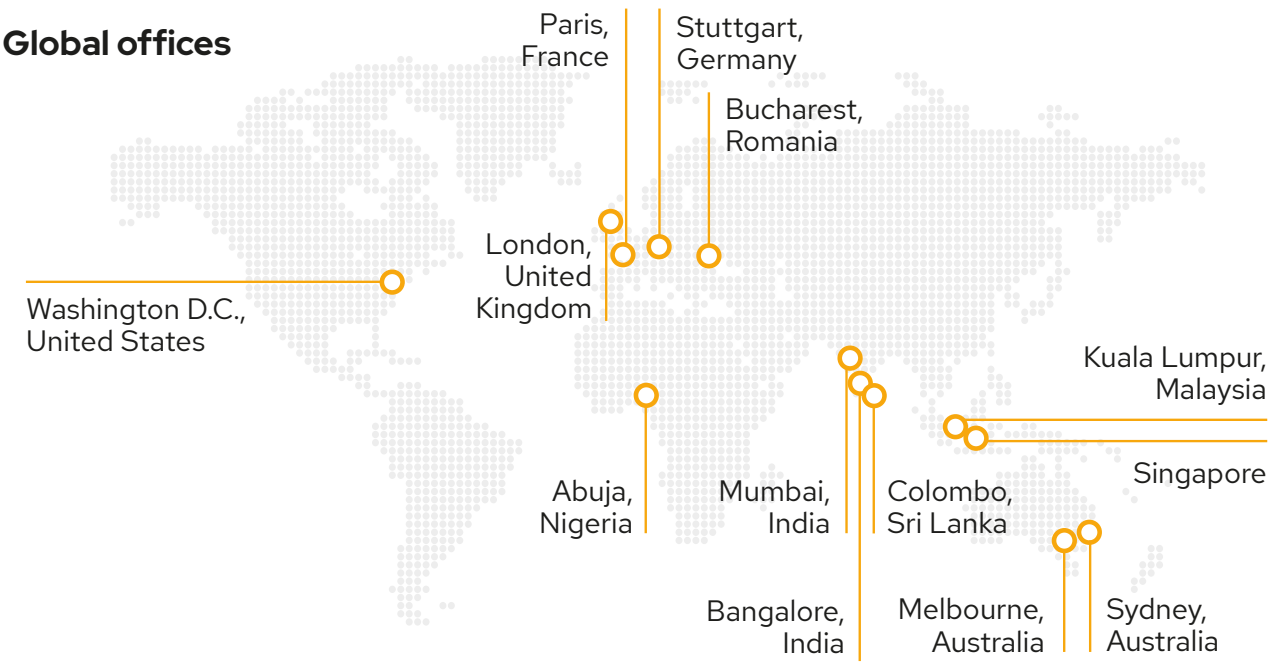 Global offices
Paris,
France
Stuttgart,
Germany
Bucharest,
Romania
London,
United
Kingdom
Washington D.C.,
United States
Kuala Lumpur,
Malaysia
Singapore
Abuja,
Nigeria
Mumbai,
India
Colombo,
Sri Lanka
Bangalore,
India
Melbourne,
Australia
Sydney,
Australia